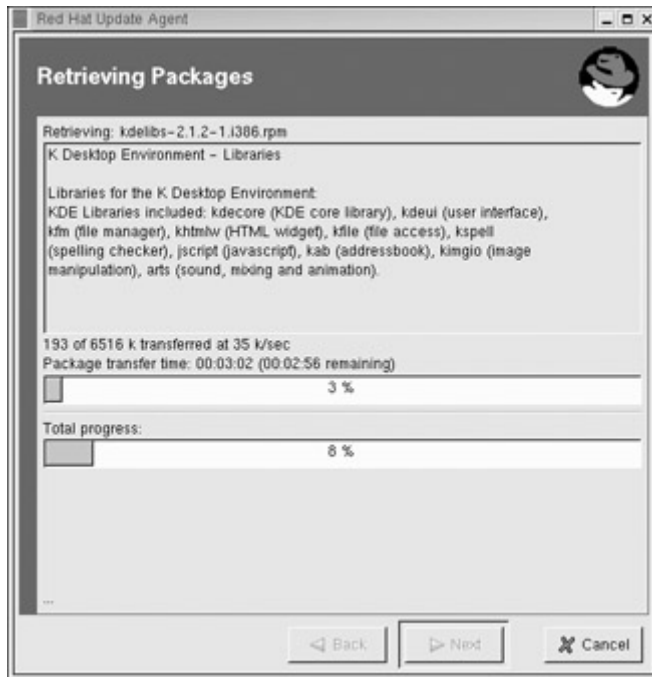 Red Hat Update Agent
Retrieving Packages
Retrieving: kdelibs-2.1.2-1.i386.rpm
K Desktop Environment - Libraries
Libraries for the K Desktop Environment:
KDE Libraries included: kdecore (KDE core library), kdeui (user interface),
kfm (file manager), khtmlw (HTML widget), kfile (file access), kspell
(spelling checker), jscript (javascript), kab (addressbook), kimgio (image
manipulation), arts (sound, mixing and animation).
193 of 6516 k transferred at 35 k/sec
Package transfer time: 00:03:02 (00:02:56 remaining)
3 %
Total progress:
8 %
...
Back
Next
Cancel